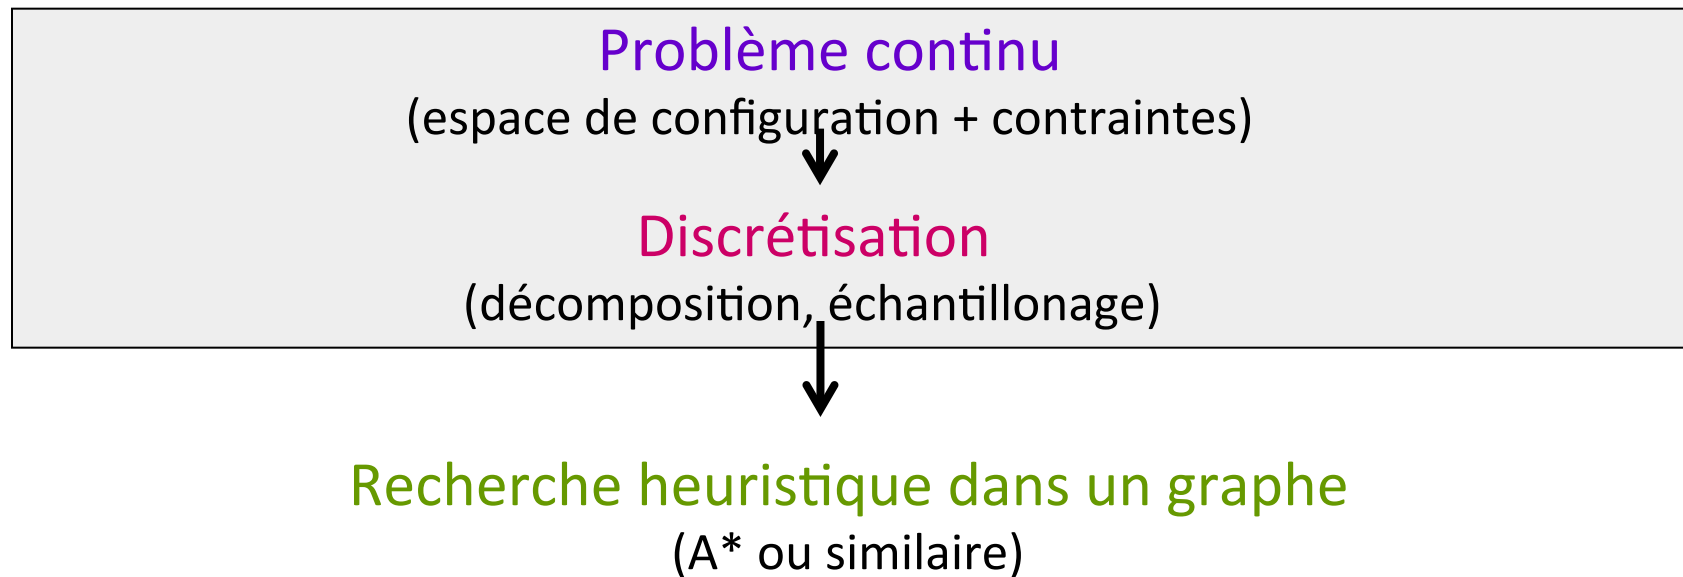 Problème continu
(espace de configuration + contraintes)
Discrétisation
(décomposition, échantillonage)
Recherche heuristique dans un graphe
(A* ou similaire)